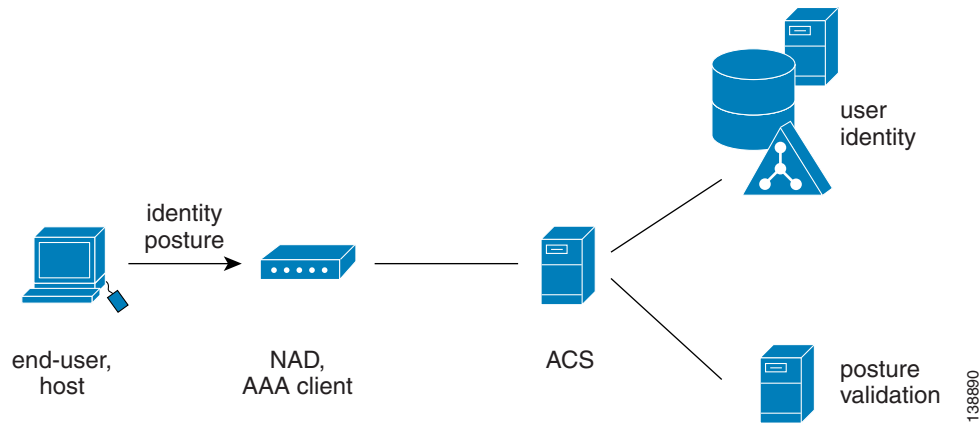 user
identity
identity
posture
end-user,
host
NAD,
AAA client
ACS
posture
validation
138890